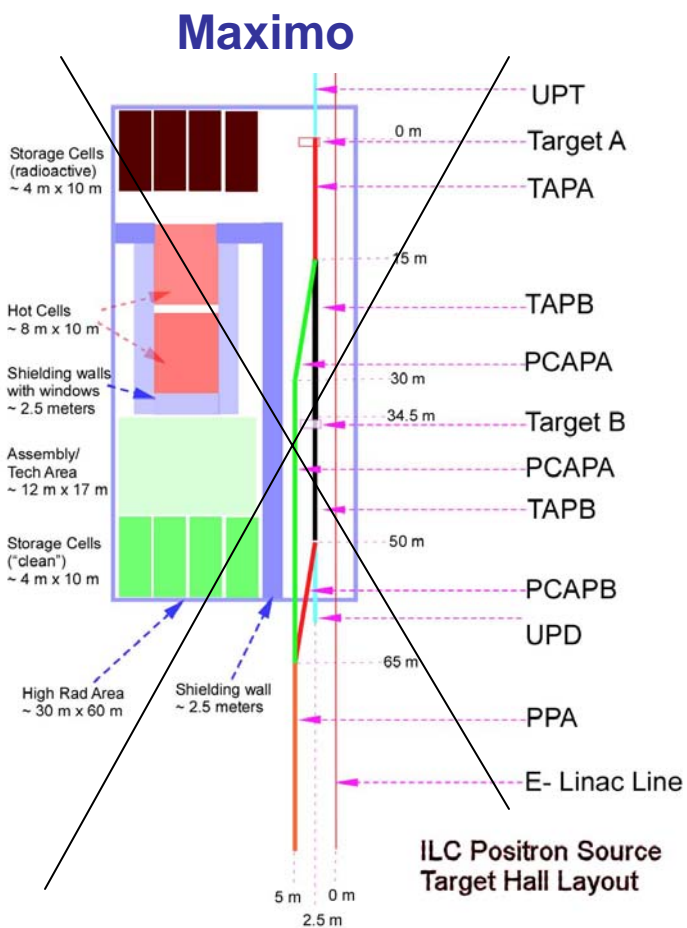 Maximo
UPT
0 m
Target A
Storage Cells
(radioactive)
~ 4 m x 10 m
TAPA
15 m
TAPB
Hot Cells
~ 8 m x 10 m
PCAPA
30 m
Shielding walls
with windows
~ 2.5 meters
34.5 m
Target B
Assembly/
Tech Area
~ 12 m x 17 m
PCAPA
TAPB
50 m
Storage Cells
("clean")
~ 4m x 10 m
PCAPB
UPD
65 m
High Rad Area
~ 30 m x 60 m
Shielding wall
~ 2.5 meters
PPA
E- Linac Line
ILC Positron Source
Target Hall Layout
5 m
0 m
2.5 m